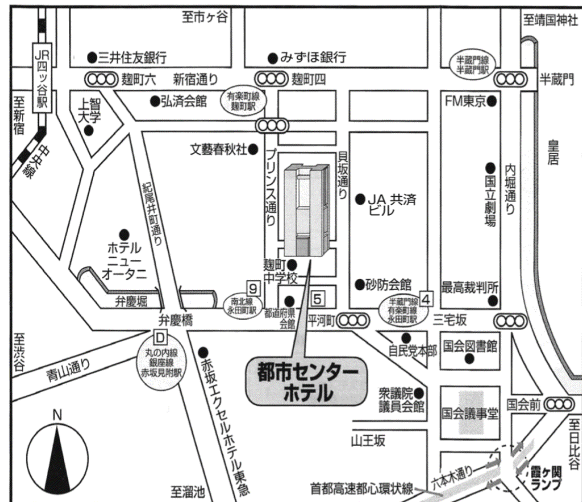 至市ヶ谷
至靖国神社
JR四ッ谷駅
三井住友銀行
みずほ銀行
半蔵門線
半蔵門駅
麹町六
新宿通り
麹町四
半蔵門
至新宿
上智
大学
弘済会館
有楽町線
麹町駅
FM東京
中央線
文藝春秋社
プリンス通り
貝坂通り
内堀通り
皇居
紀尾井町通り
JA共済
ビル
国立劇場
ホテル
ニュー
オータニ
麹町
中学校
砂防会館
最高裁判所
弁慶堀
9
南北線
永田町駅
都道府県
会館
5
半蔵門線
有楽町線
永田町駅
4
弁慶橋
平河町
三宅坂
至渋谷
D
丸の内線
銀座線
赤坂見附駅
自民党本部
国会図書館
青山通り
都市センター
ホテル
赤坂エクセルホテル東急
衆議院
議員会館
国会議事堂
国会前
至日比谷
N
山王坂
六本木通り
霞ヶ関
ランプ
至溜池
首都高速都心環状線